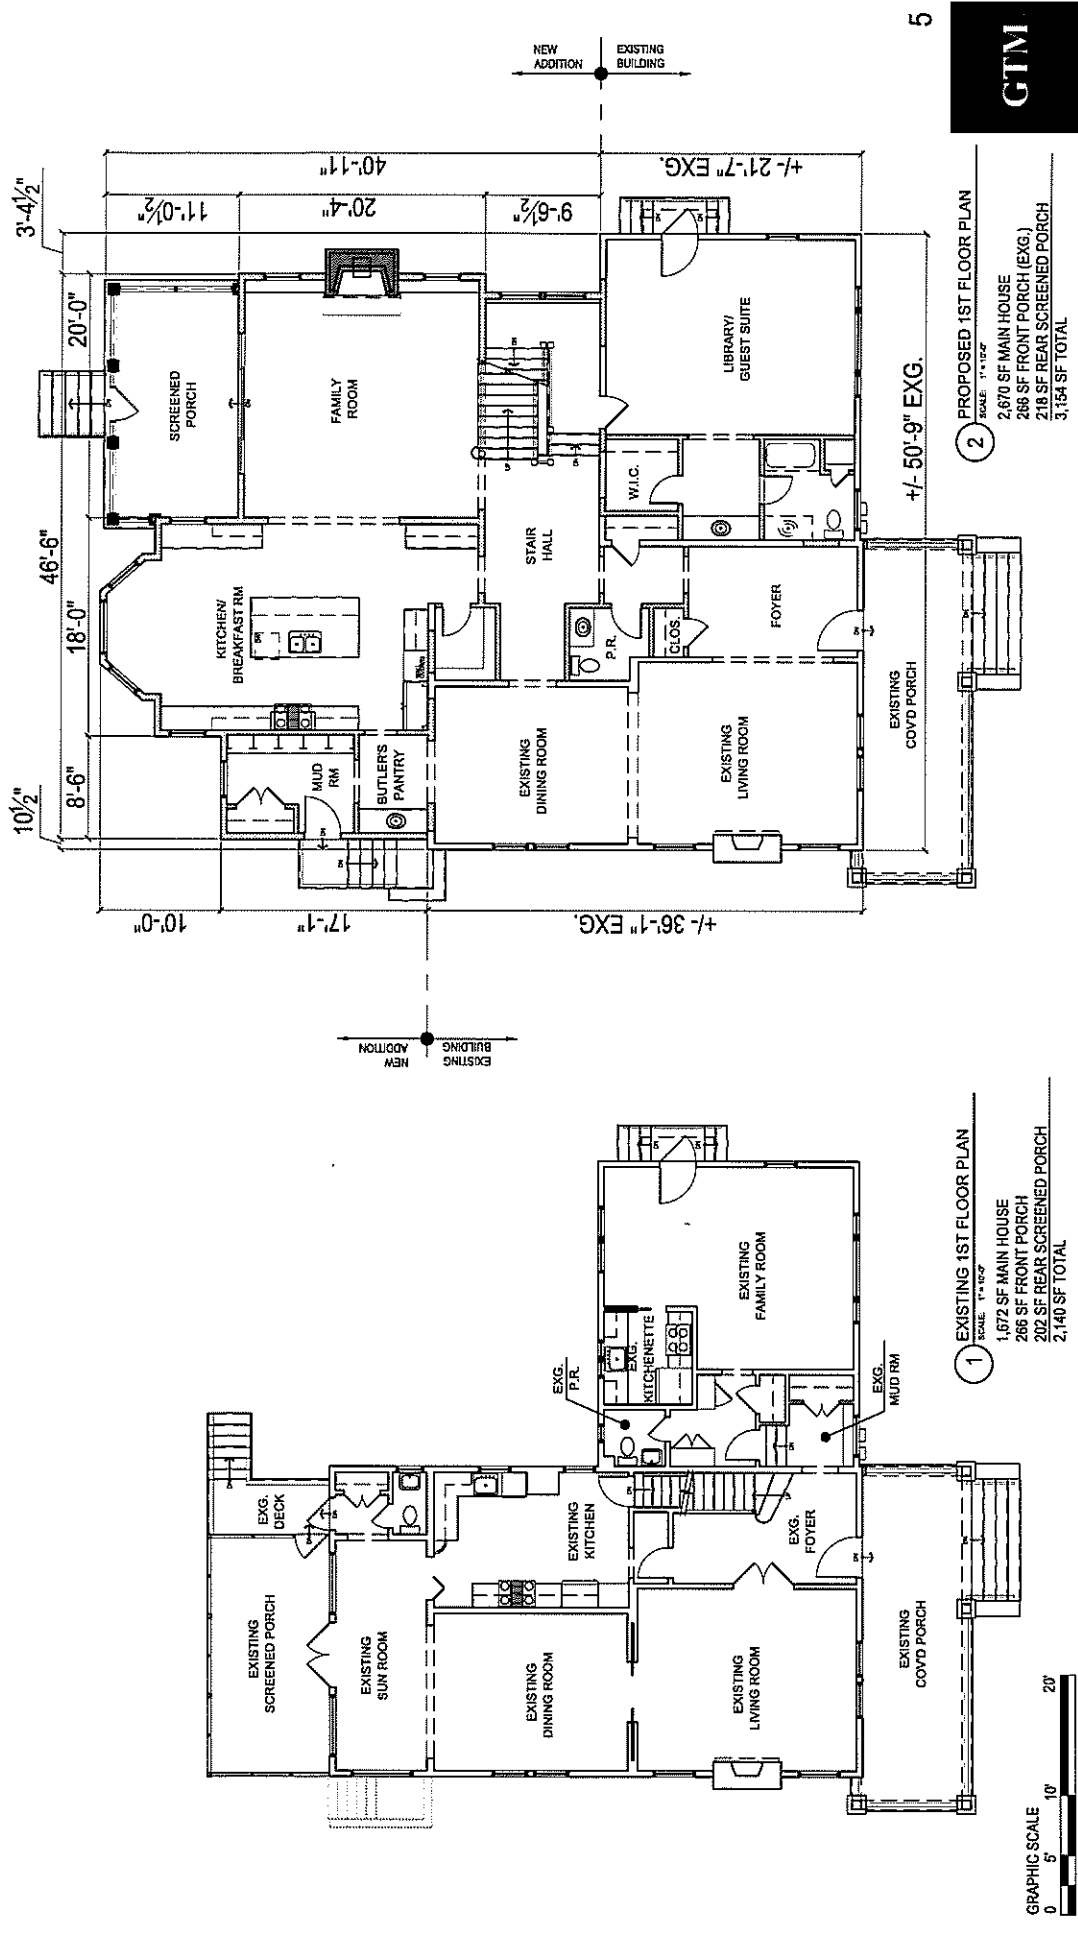 EXG.
DECK
EXISTING
SCREENED PORCH
EXISTING
SUN ROOM
EXISTING
KITCHEN
EXISTING
DINING ROOM
EXG.
FOYER
EXISTING
LIVING ROOM
EXISTING
COV'D PORCH
EXG.
P.R.
EXG.
KITCHENETTE
EXISTING
FAMILY ROOM
EXG.
MUD RM
1
EXISTING 1ST FLOOR PLAN
SCALE: 1" = 10'-0"
1,672 SF MAIN HOUSE
266 SF FRONT PORCH
202 SF REAR SCREENED PORCH
2,140 SF TOTAL
GRAPHIC SCALE
0 5' 10' 20'
NEW
ADDITION
EXISTING
BUILDING
10½"
46'-6"
3'-4½"
8'-6"
18'-0"
20'-0"
10'-0"
17'-1"
+/- 36'-1" EXG.
40'-11"
11'-0½"
20'-4"
9'-6½"
+/- 21'-7" EXG.
+/- 50'-9" EXG.
NEW
ADDITION
EXISTING
BUILDING
SCREENED
PORCH
FAMILY
ROOM
KITCHEN/
BREAKFAST RM
MUD
RM
BUTLER'S
PANTRY
STAIR
HALL
W.I.C.
LIBRARY/
GUEST SUITE
P.R.
CLOS.
FOYER
EXISTING
DINING ROOM
EXISTING
LIVING ROOM
EXISTING
COV'D PORCH
2
PROPOSED 1ST FLOOR PLAN
SCALE: 1" = 10'-0"
2,670 SF MAIN HOUSE
266 SF FRONT PORCH (EXG.)
218 SF REAR SCREENED PORCH
3,154 SF TOTAL
5
GTM